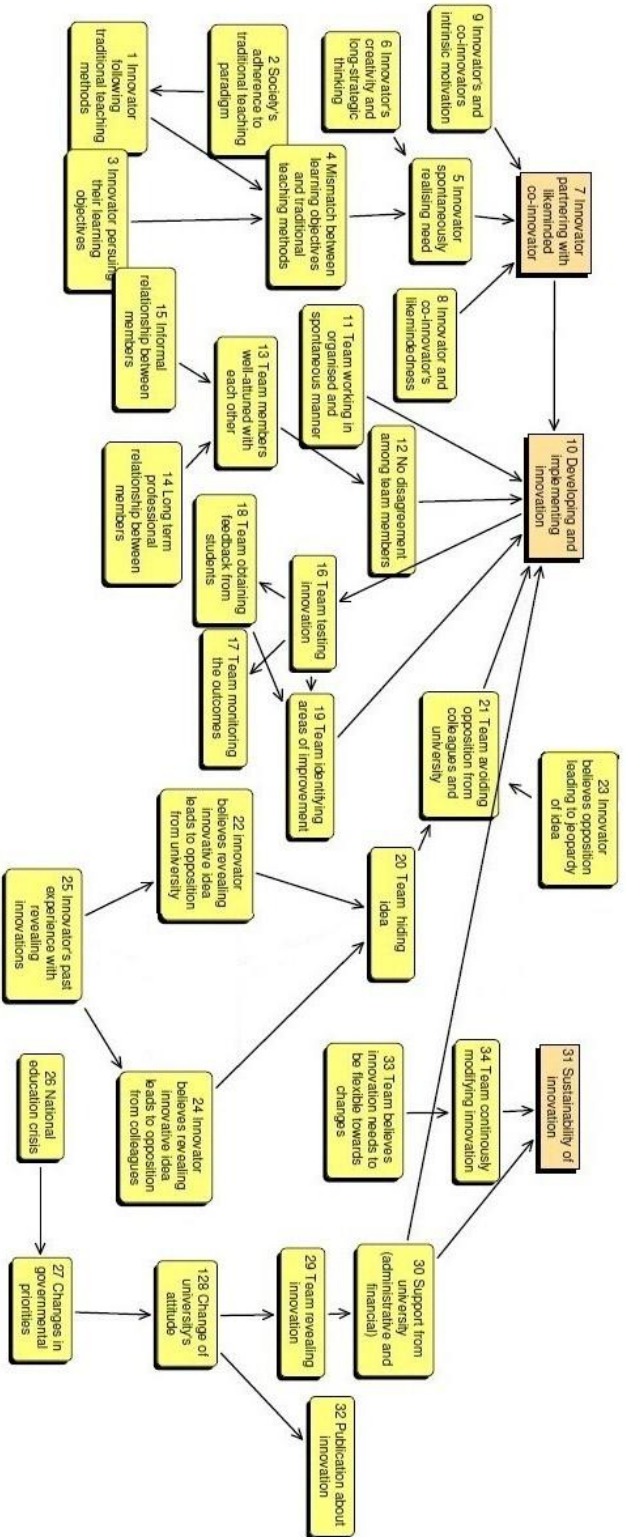 9 Innovator's and
co-innovators
intrinsic motivation
7 Innovator
partnering with
likeminded
co-innovator
6 Innovator's
creativity and
long-strategic
thinking
5 Innovator
spontaneously
realising need
8 Innovator and
co-innovator's
likemindedness
2 Society's
adherence to
traditional teaching
paradigm
4 Mismatch between
learning objectives
and traditional
teaching methods
1 Innovator
following
traditional teaching
methods
3 Innovator persuing
their learning
objectives
10 Developing and
implementing
innovation
11 Team working in
organised and
spontaneous manner
12 No disagreement
among team members
13 Team members
well-attuned with
each other
15 Informal
relationship between
members
14 Long term
professional
relationship between
members
16 Team testing
innovation
18 Team obtaining
feedback from
students
17 Team monitoring
the outcomes
19 Team identifying
areas of improvement
23 Innovator
believes opposition
leading to jeopardy
of idea
21 Team avoiding
opposition from
colleagues and
university
20 Team hiding
idea
22 innovator
believes revealing
innovative idea
leads to opposition
from university
24 Innovator
believes revealing
innovative idea
leads to opposition
from colleagues
25 Innovator's past
experience with
revealing
innovations
31 Sustainability of
innovation
34 Team continously
modifying innovation
33 Team believes
innovation needs to
be flexible towards
changes
30 Support from
university
(administrative and
financial)
29 Team revealing
innovation
32 Publication about
innovation
128 Change of
university's
attitude
26 National
education crisis
27 Changes in
governmental
priorities